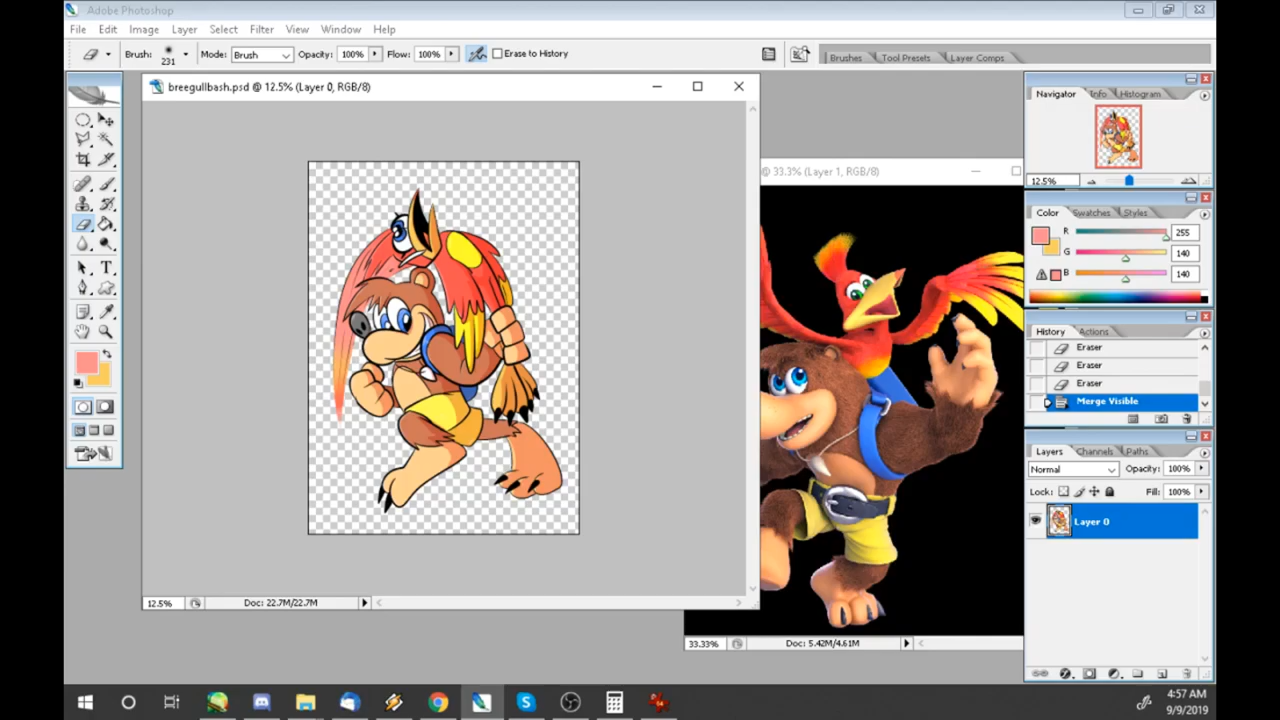 Adobe Photoshop
File Edit Image Layer Select Filter View Window Help
Brush: 231 Mode: Brush Opacity: 100% Flow: 100% Erase to History
Brushes Tool Presets Layer Comps
breegullbash.psd @ 12.5% (Layer 0, RGB/8)
@ 33.3% (Layer 1, RGB/8)
Navigator Info Histogram
12.5%
Color Swatches Styles
R 255
G 140
B 140
History Actions
Eraser
Eraser
Eraser
Merge Visible
Layers Channels Paths
Normal Opacity: 100%
Lock: Fill: 100%
Layer 0
12.5% Doc: 22.7M/22.7M
33.33% Doc: 5.42M/4.61M
4:57 AM
9/9/2019